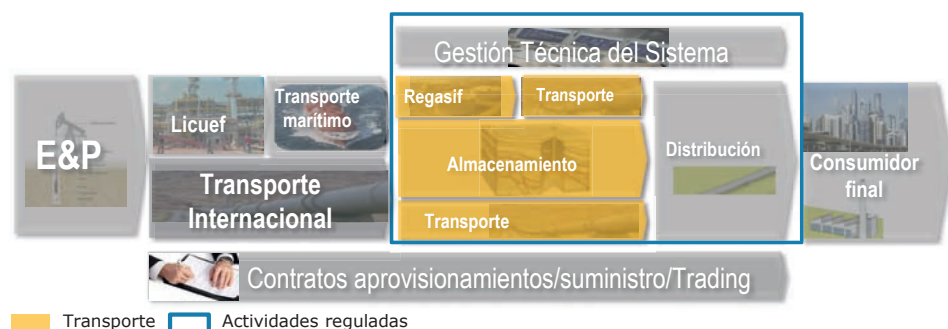 Gestión Técnica del Sistema
E&P
Licuef
Transporte
marítimo
Transporte
Internacional
Regasif
Transporte
Almacenamiento
Transporte
Distribución
Consumidor
final
Contratos aprovisionamientos/suministro/Trading
Transporte
Actividades reguladas